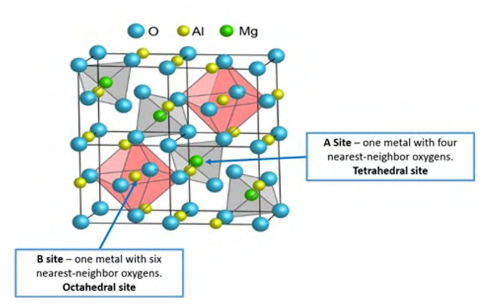 O Al Mg
A Site – one metal with four
nearest-neighbor oxygens.
Tetrahedral site
B site – one metal with six
nearest-neighbor oxygens.
Octahedral site